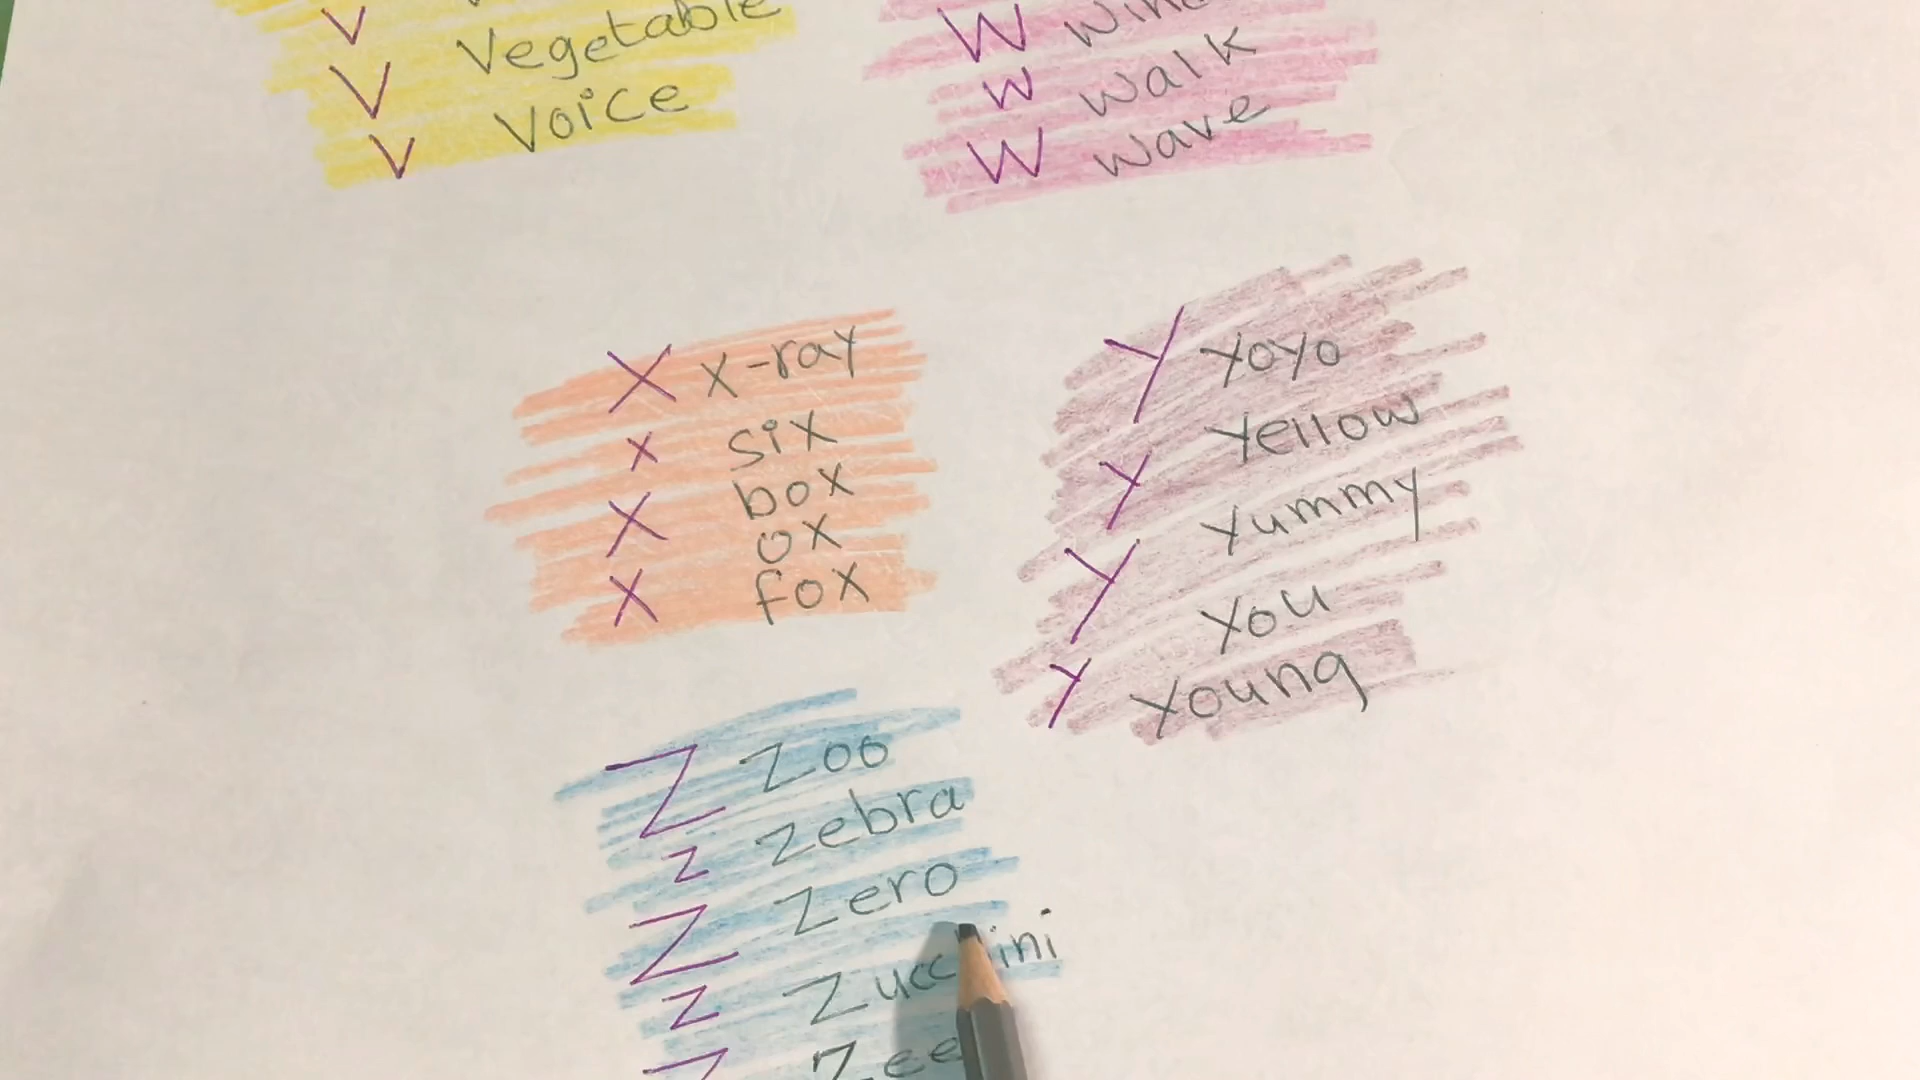 V
V Vegetable
V Voice
W
w Walk
W Wave
X X-ray
x six
box
X ox
X fox
Y Yoyo
y Yellow
Y Yummy
You
y Young
Z Zoo
z Zebra
Z Zero
z
Z